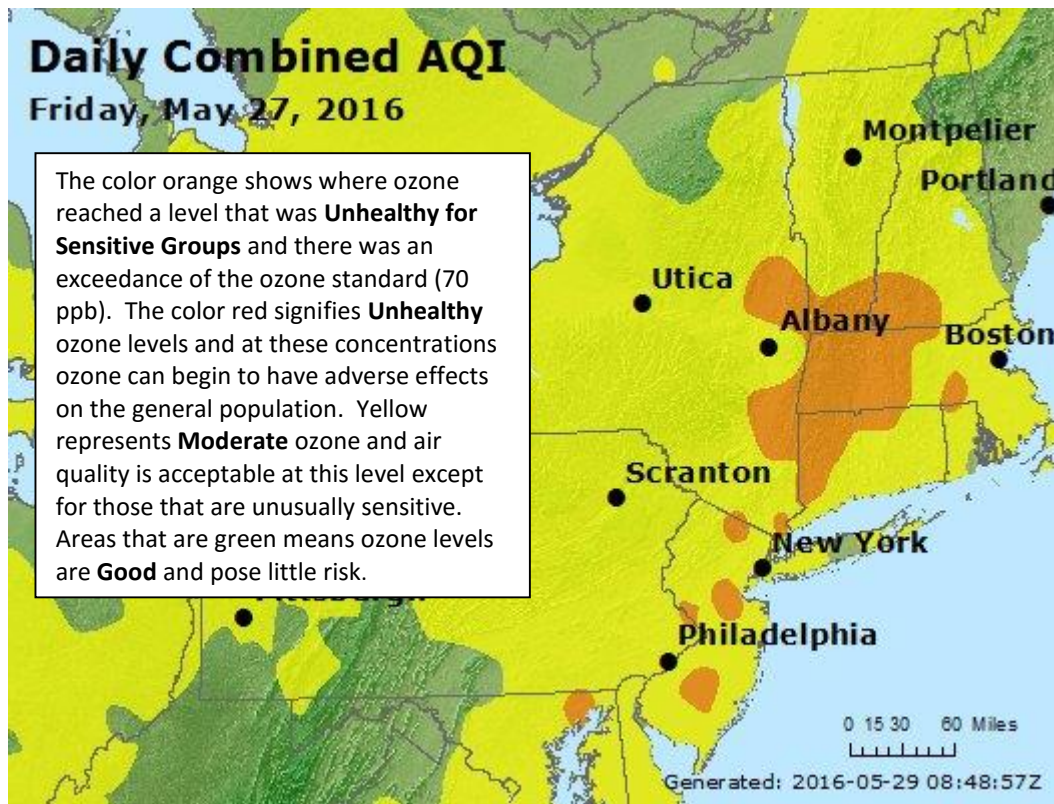 Daily Combined AQI
Friday, May 27, 2016
The color orange shows where ozone
reached a level that was Unhealthy for
Sensitive Groups and there was an
exceedance of the ozone standard (70
ppb). The color red signifies Unhealthy
ozone levels and at these concentrations
ozone can begin to have adverse effects
on the general population. Yellow
represents Moderate ozone and air
quality is acceptable at this level except
for those that are unusually sensitive.
Areas that are green means ozone levels
are Good and pose little risk.
Montpelier
Portland
Utica
Albany
Boston
Scranton
New York
Pittsburgh
Philadelphia
0 15 30 60 Miles
Generated: 2016-05-29 08:48:57Z